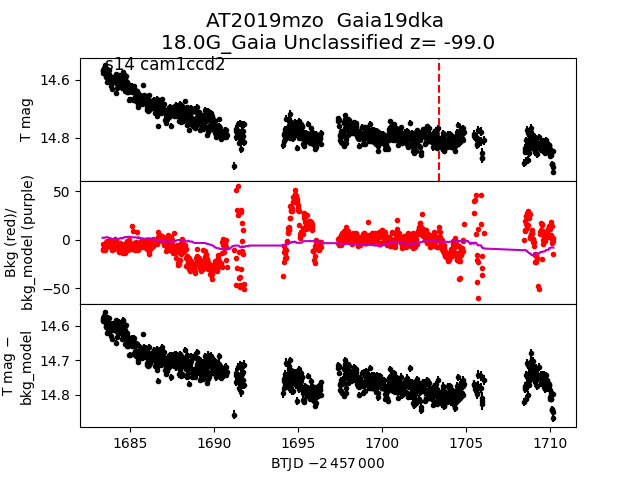 AT2019mzo  Gaia19dka
18.0G_Gaia Unclassified z= -99.0
s14 cam1ccd2
14.6
14.8
T mag
50
0
−50
Bkg (red)/
bkg_model (purple)
14.6
14.7
14.8
T mag −
bkg_model
1685 1690 1695 1700 1705 1710
BTJD −2 457 000